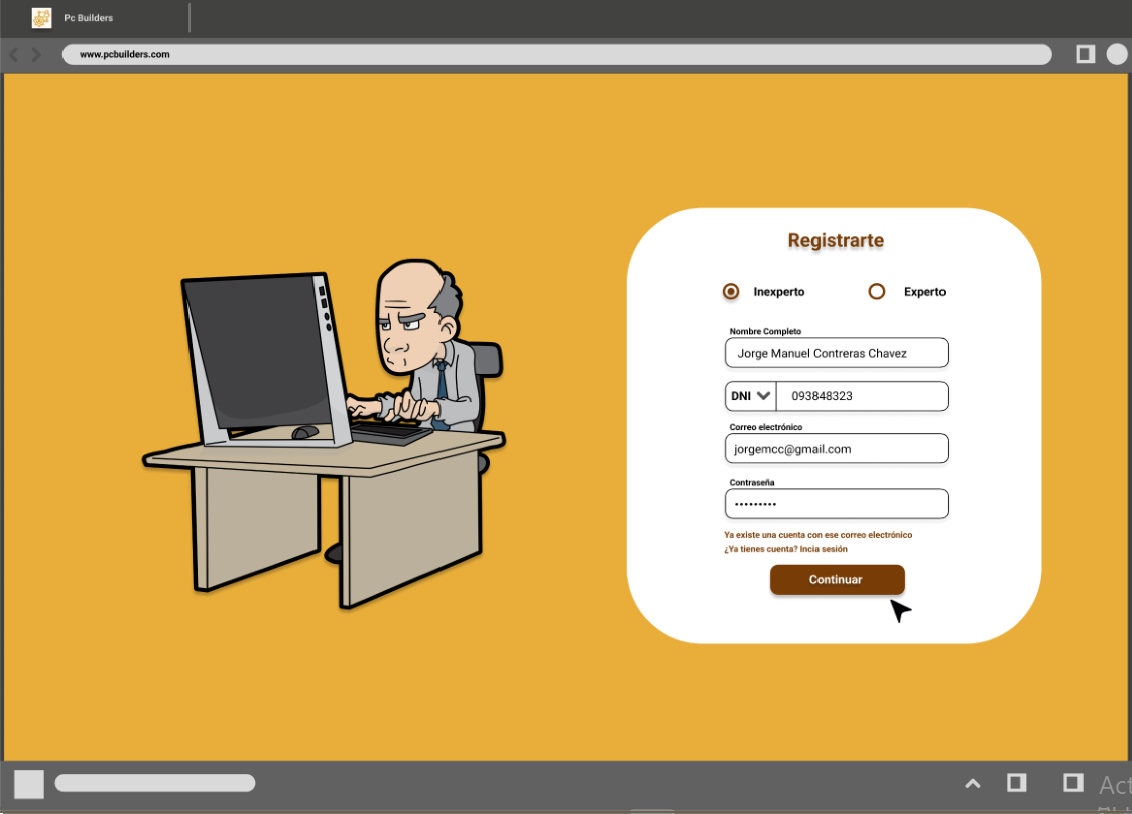 Pc Builders
www.pcbuilders.com
Registrarte
Inexperto
Experto
Nombre Completo
Jorge Manuel Contreras Chavez
DNI
093848323
Correo electrónico
jorgemcc@gmail.com
Contraseña
Ya existe una cuenta con ese correo electrónico
¿Ya tienes cuenta? Incia sesión
Continuar